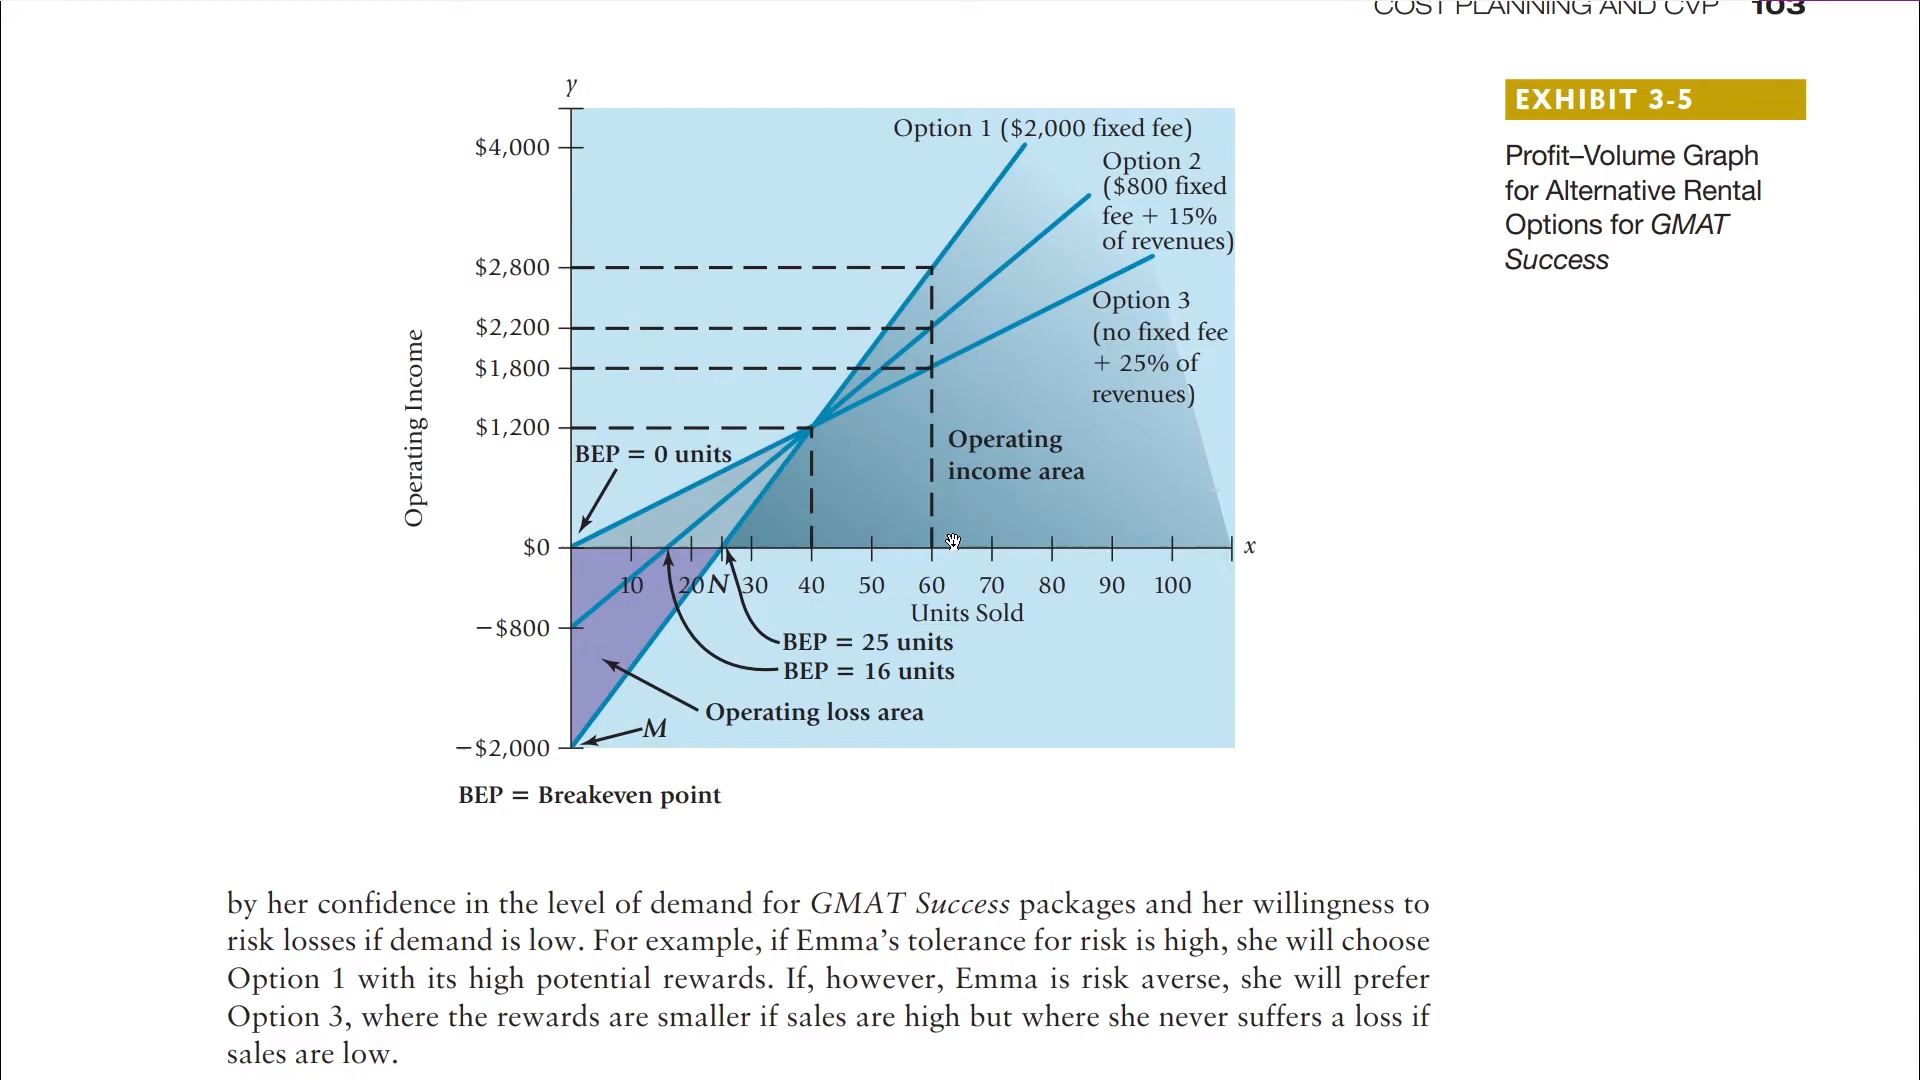 COST PLANNING AND CVP 103
EXHIBIT 3-5
Profit–Volume Graph
for Alternative Rental
Options for GMAT
Success
y
$4,000
$2,800
$2,200
$1,800
$1,200
$0
−$800
−$2,000
Operating Income
Option 1 ($2,000 fixed fee)
Option 2
($800 fixed
fee + 15%
of revenues)
Option 3
(no fixed fee
+ 25% of
revenues)
BEP = 0 units
Operating
income area
x
10 20 N 30 40 50 60 70 80 90 100
Units Sold
BEP = 25 units
BEP = 16 units
Operating loss area
M
BEP = Breakeven point
by her confidence in the level of demand for GMAT Success packages and her willingness to
risk losses if demand is low. For example, if Emma’s tolerance for risk is high, she will choose
Option 1 with its high potential rewards. If, however, Emma is risk averse, she will prefer
Option 3, where the rewards are smaller if sales are high but where she never suffers a loss if
sales are low.